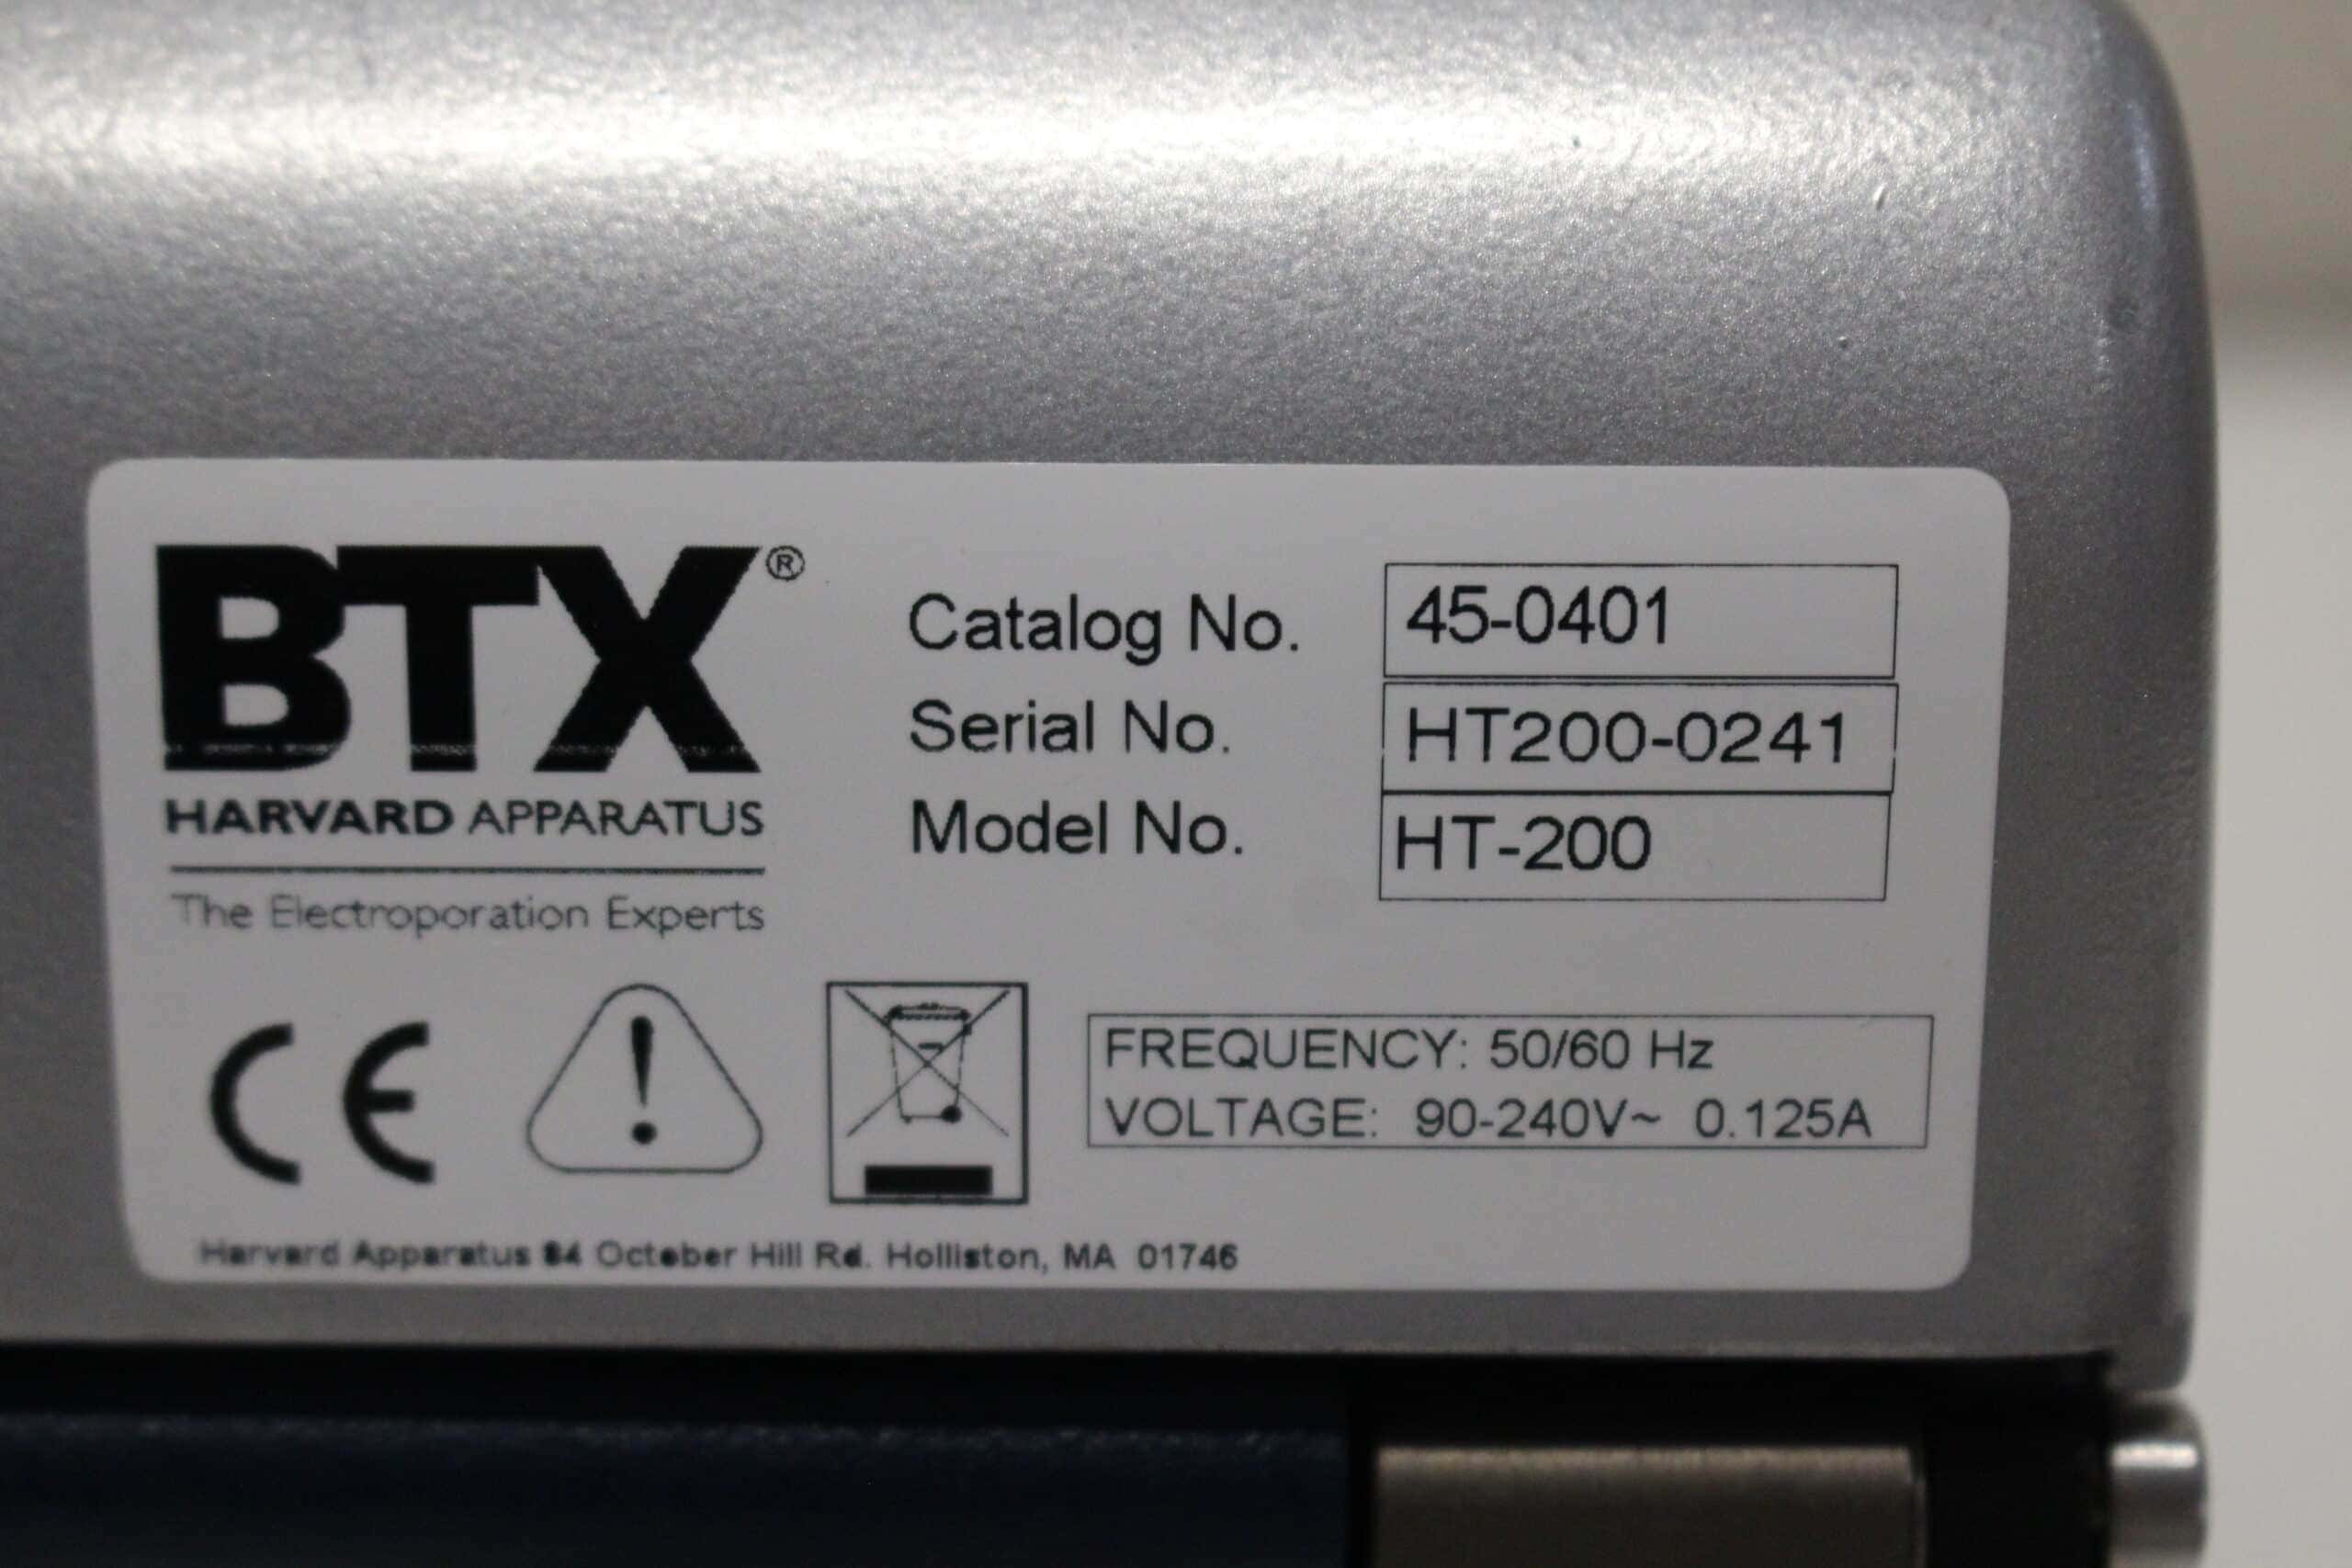 BTX®
HARVARD APPARATUS
The Electroporation Experts
Catalog No. 45-0401
Serial No. HT200-0241
Model No. HT-200
CE
FREQUENCY: 50/60 Hz
VOLTAGE: 90-240V~ 0.125A
Harvard Apparatus 84 October Hill Rd. Holliston, MA 01746